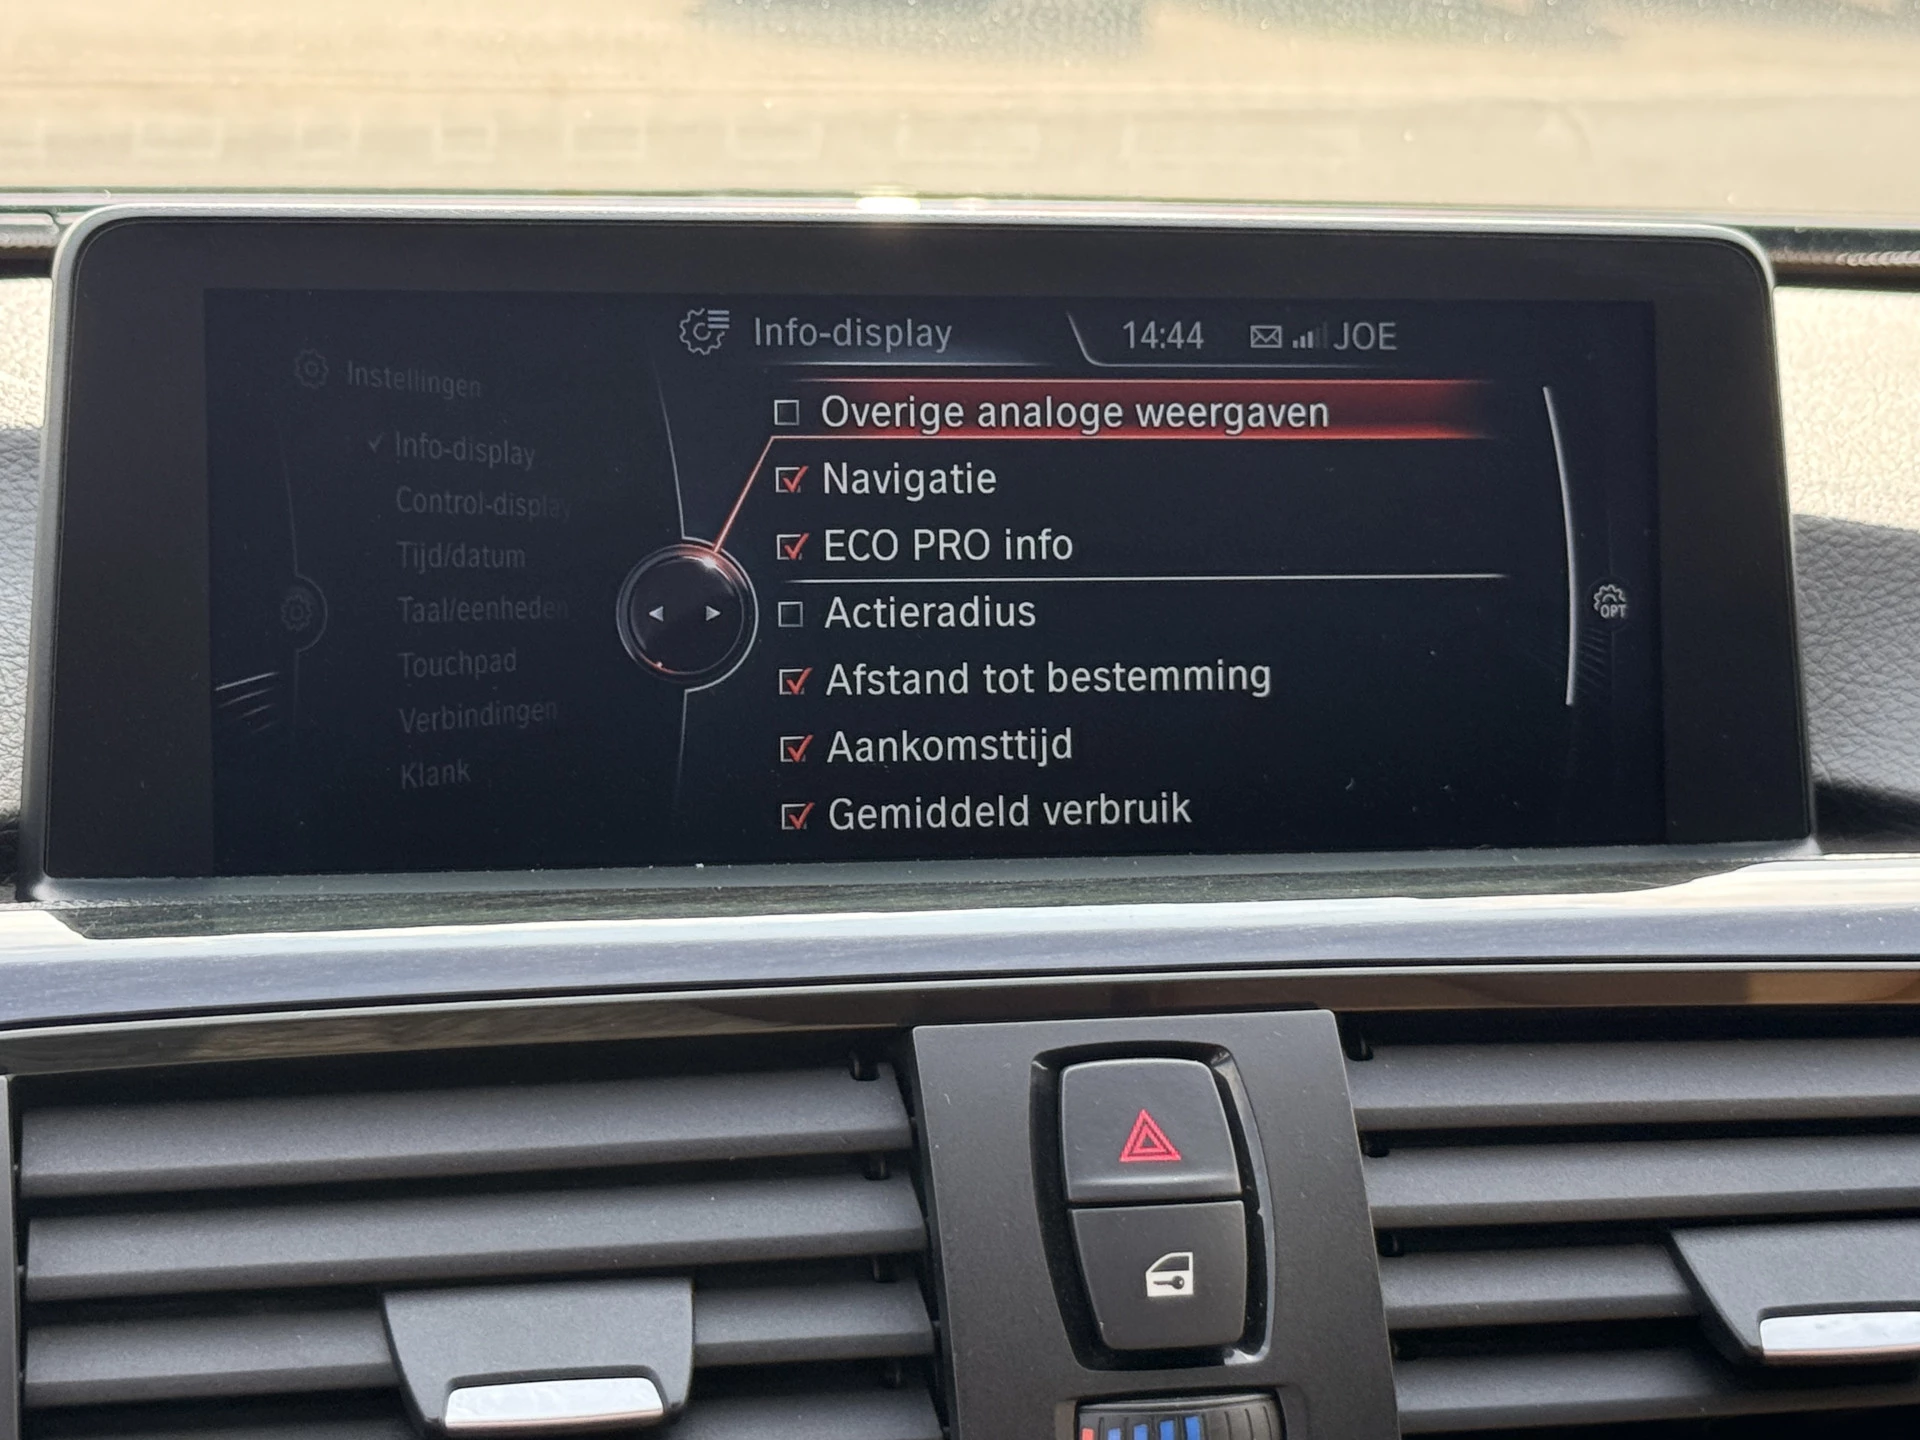 Info-display
14:44 JOE
Instellingen
Info-display
Control-display
Tijd/datum
Taal/eenheden
Touchpad
Verbindingen
Klank
Overige analoge weergaven
Navigatie
ECO PRO info
Actieradius
Afstand tot bestemming
Aankomsttijd
Gemiddeld verbruik
OPT